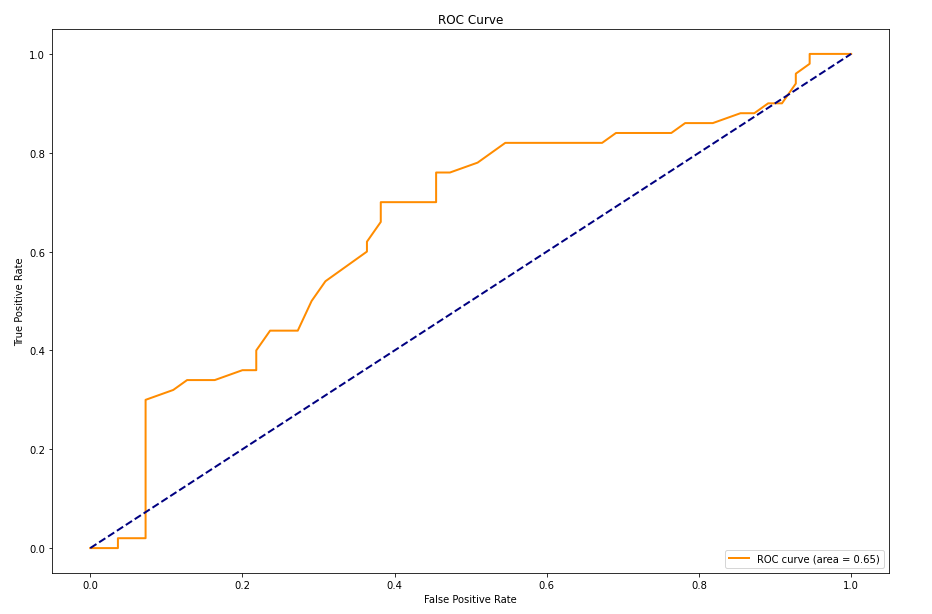 ROC Curve
True Positive Rate
1.0
0.8
0.6
0.4
0.2
0.0
ROC curve (area = 0.65)
0.0 0.2 0.4 0.6 0.8 1.0
False Positive Rate